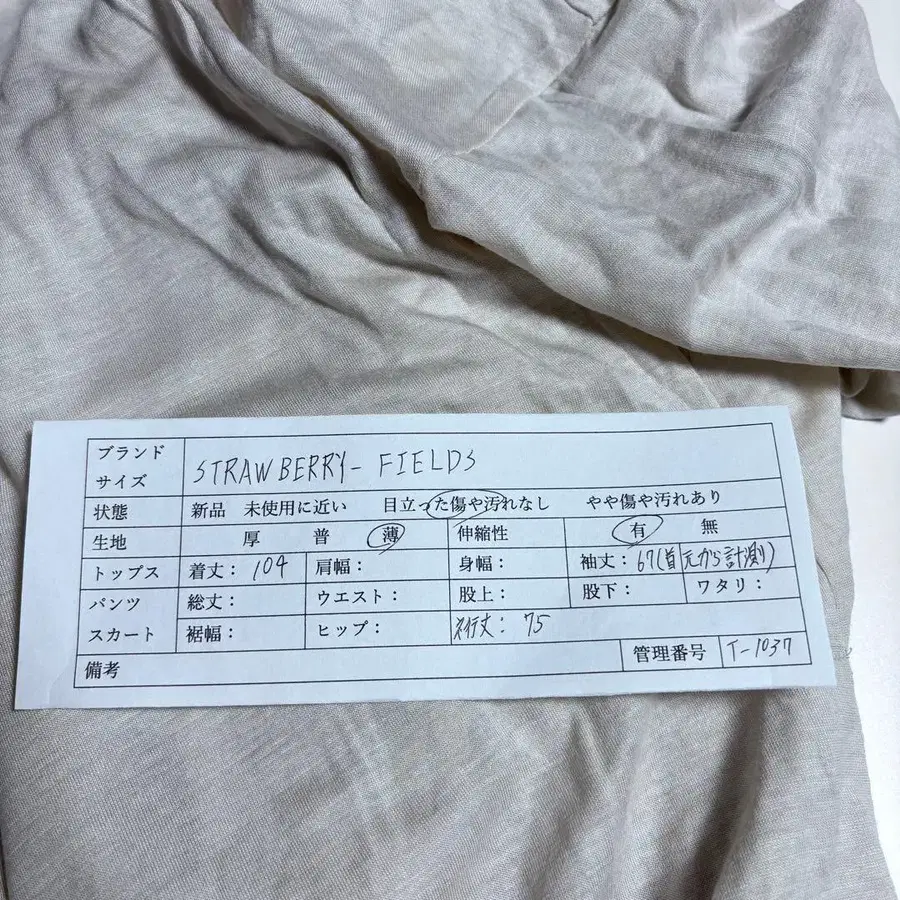 ブランド
サイズ
STRAWBERRY-FIELDS
状態 新品 未使用に近い 目立った傷や汚れなし やや傷や汚れあり
生地 厚 普 薄 伸縮性 有 無
トップス 着丈：104 肩幅： 身幅： 袖丈：67(首元から計測)
パンツ 総丈： ウエスト： 股上： 股下： ワタリ：
スカート 裾幅： ヒップ： 裄丈：75
備考 管理番号 T-1037